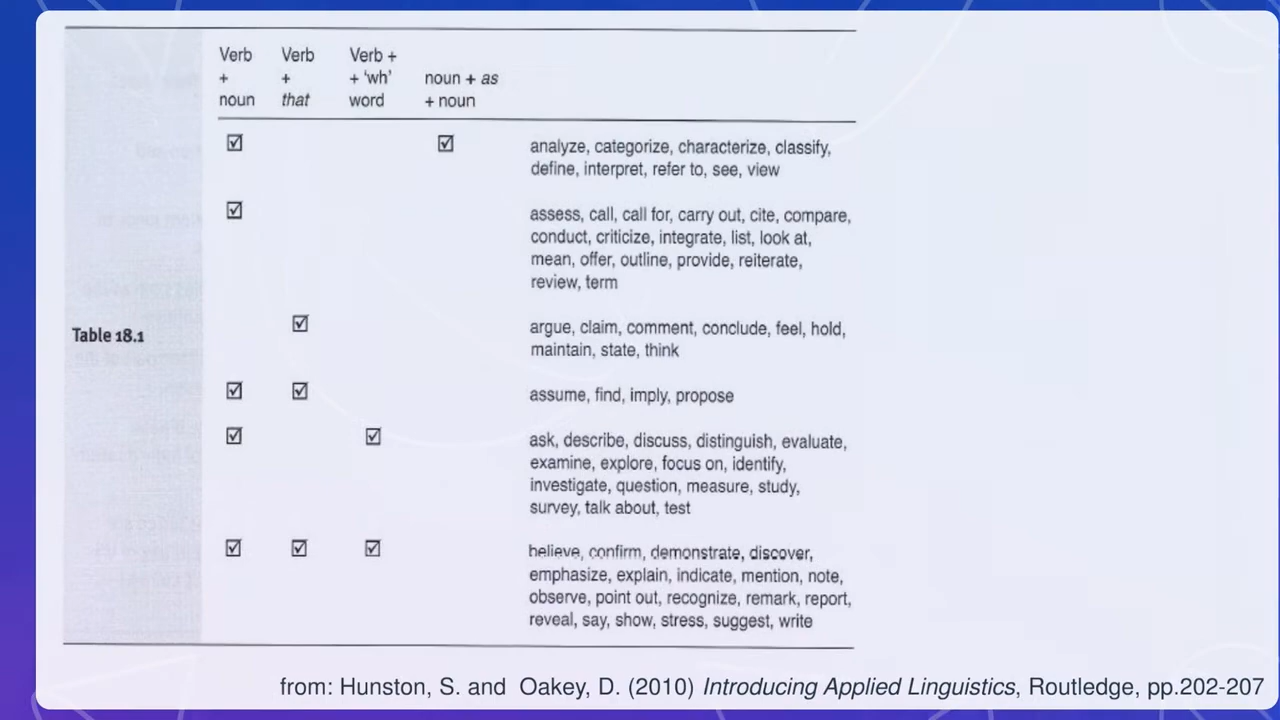 Verb Verb Verb +
+ + + 'wh' noun + as
noun that word + noun
☑ ☑ analyze, categorize, characterize, classify,
define, interpret, refer to, see, view
☑ assess, call, call for, carry out, cite, compare,
conduct, criticize, integrate, list, look at,
mean, offer, outline, provide, reiterate,
review, term
☑ argue, claim, comment, conclude, feel, hold,
Table 18.1
maintain, state, think
☑ ☑ assume, find, imply, propose
☑ ☑ ask, describe, discuss, distinguish, evaluate,
examine, explore, focus on, identify,
investigate, question, measure, study,
survey, talk about, test
☑ ☑ ☑ believe, confirm, demonstrate, discover,
emphasize, explain, indicate, mention, note,
observe, point out, recognize, remark, report,
reveal, say, show, stress, suggest, write
from: Hunston, S. and Oakey, D. (2010) Introducing Applied Linguistics, Routledge, pp.202-207